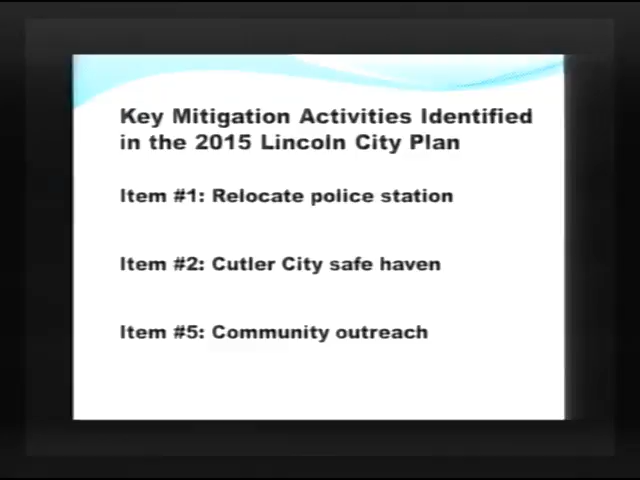 Key Mitigation Activities Identified
in the 2015 Lincoln City Plan
Item #1: Relocate police station
Item #2: Cutler City safe haven
Item #5: Community outreach